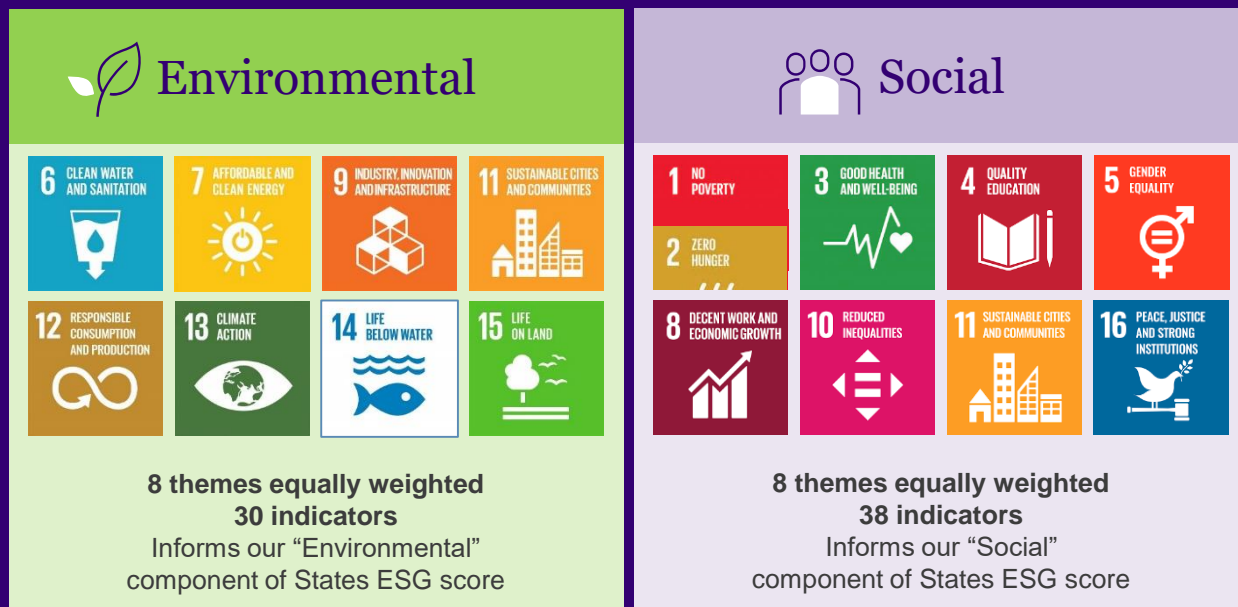 Environmental
6 CLEAN WATER
AND SANITATION
7 AFFORDABLE AND
CLEAN ENERGY
9 INDUSTRY, INNOVATION
AND INFRASTRUCTURE
11 SUSTAINABLE CITIES
AND COMMUNITIES
12 RESPONSIBLE
CONSUMPTION
AND PRODUCTION
13 CLIMATE
ACTION
14 LIFE
BELOW WATER
15 LIFE
ON LAND
8 themes equally weighted
30 indicators
Informs our “Environmental”
component of States ESG score
Social
1 NO
POVERTY
2 ZERO
HUNGER
3 GOOD HEALTH
AND WELL-BEING
4 QUALITY
EDUCATION
5 GENDER
EQUALITY
8 DECENT WORK AND
ECONOMIC GROWTH
10 REDUCED
INEQUALITIES
11 SUSTAINABLE CITIES
AND COMMUNITIES
16 PEACE, JUSTICE
AND STRONG
INSTITUTIONS
8 themes equally weighted
38 indicators
Informs our “Social”
component of States ESG score